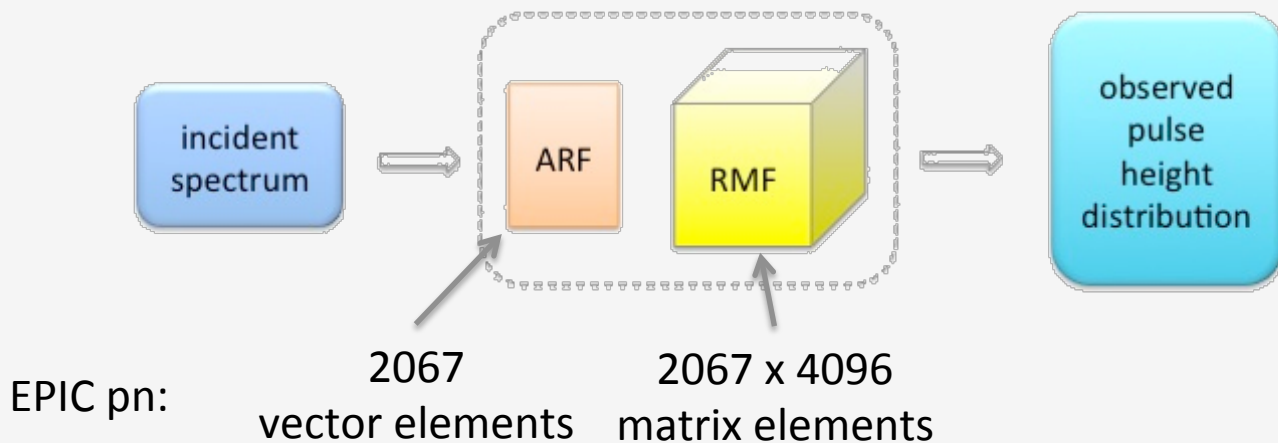 incident
spectrum
ARF
RMF
observed
pulse
height
distribution
EPIC pn:
2067
vector elements
2067 x 4096
matrix elements